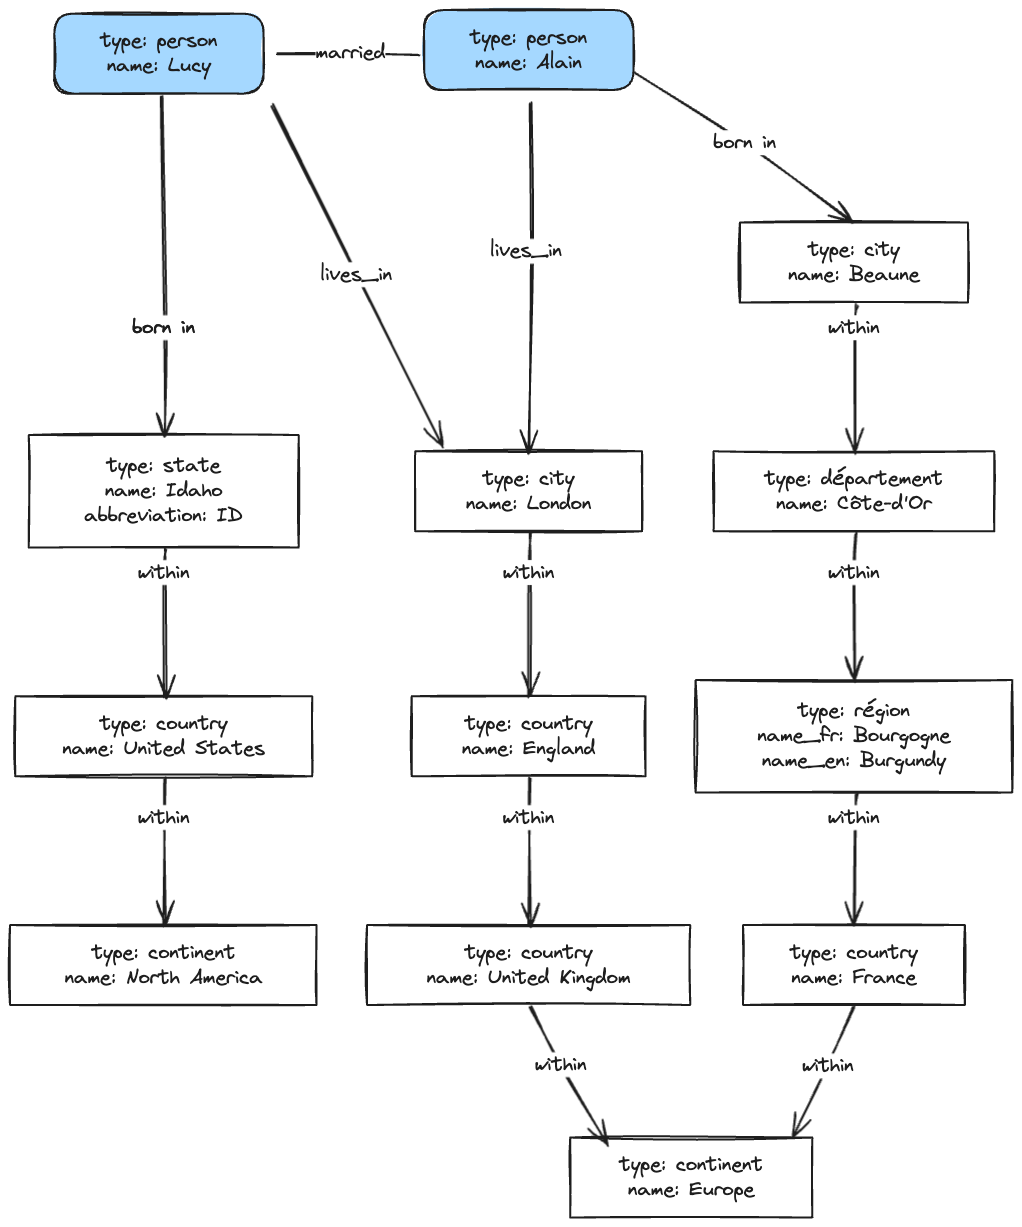 type: person
name: Lucy
married
type: person
name: Alain
born in
lives_in
lives_in
born in
type: city
name: Beaune
within
type: state
name: Idaho
abbreviation: ID
type: city
name: London
type: département
name: Côte-d'Or
within
within
within
type: country
name: United States
type: country
name: England
type: région
name_fr: Bourgogne
name_en: Burgundy
within
within
within
type: continent
name: North America
type: country
name: United Kingdom
type: country
name: France
within
within
type: continent
name: Europe